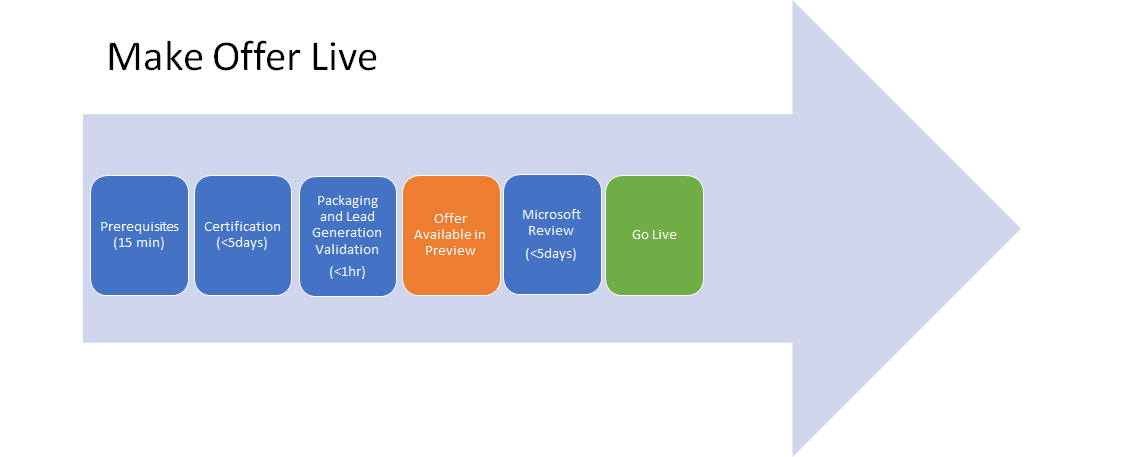 Make Offer Live
Prerequisites
(15 min)
Certification
(<5days)
Packaging
and Lead
Generation
Validation
(<1hr)
Offer
Available in
Preview
Microsoft
Review
(<5days)
Go Live